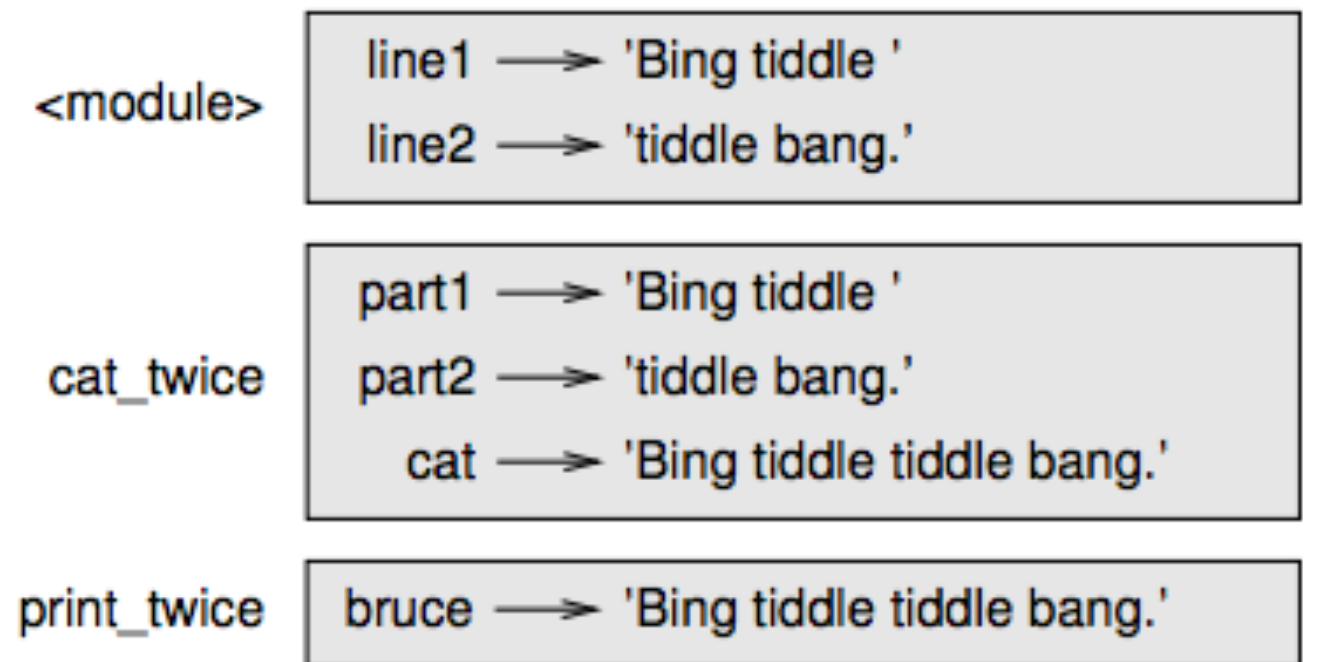 <module>
line1 → 'Bing tiddle '
line2 → 'tiddle bang.'
cat_twice
part1 → 'Bing tiddle '
part2 → 'tiddle bang.'
cat → 'Bing tiddle tiddle bang.'
print_twice
bruce → 'Bing tiddle tiddle bang.'